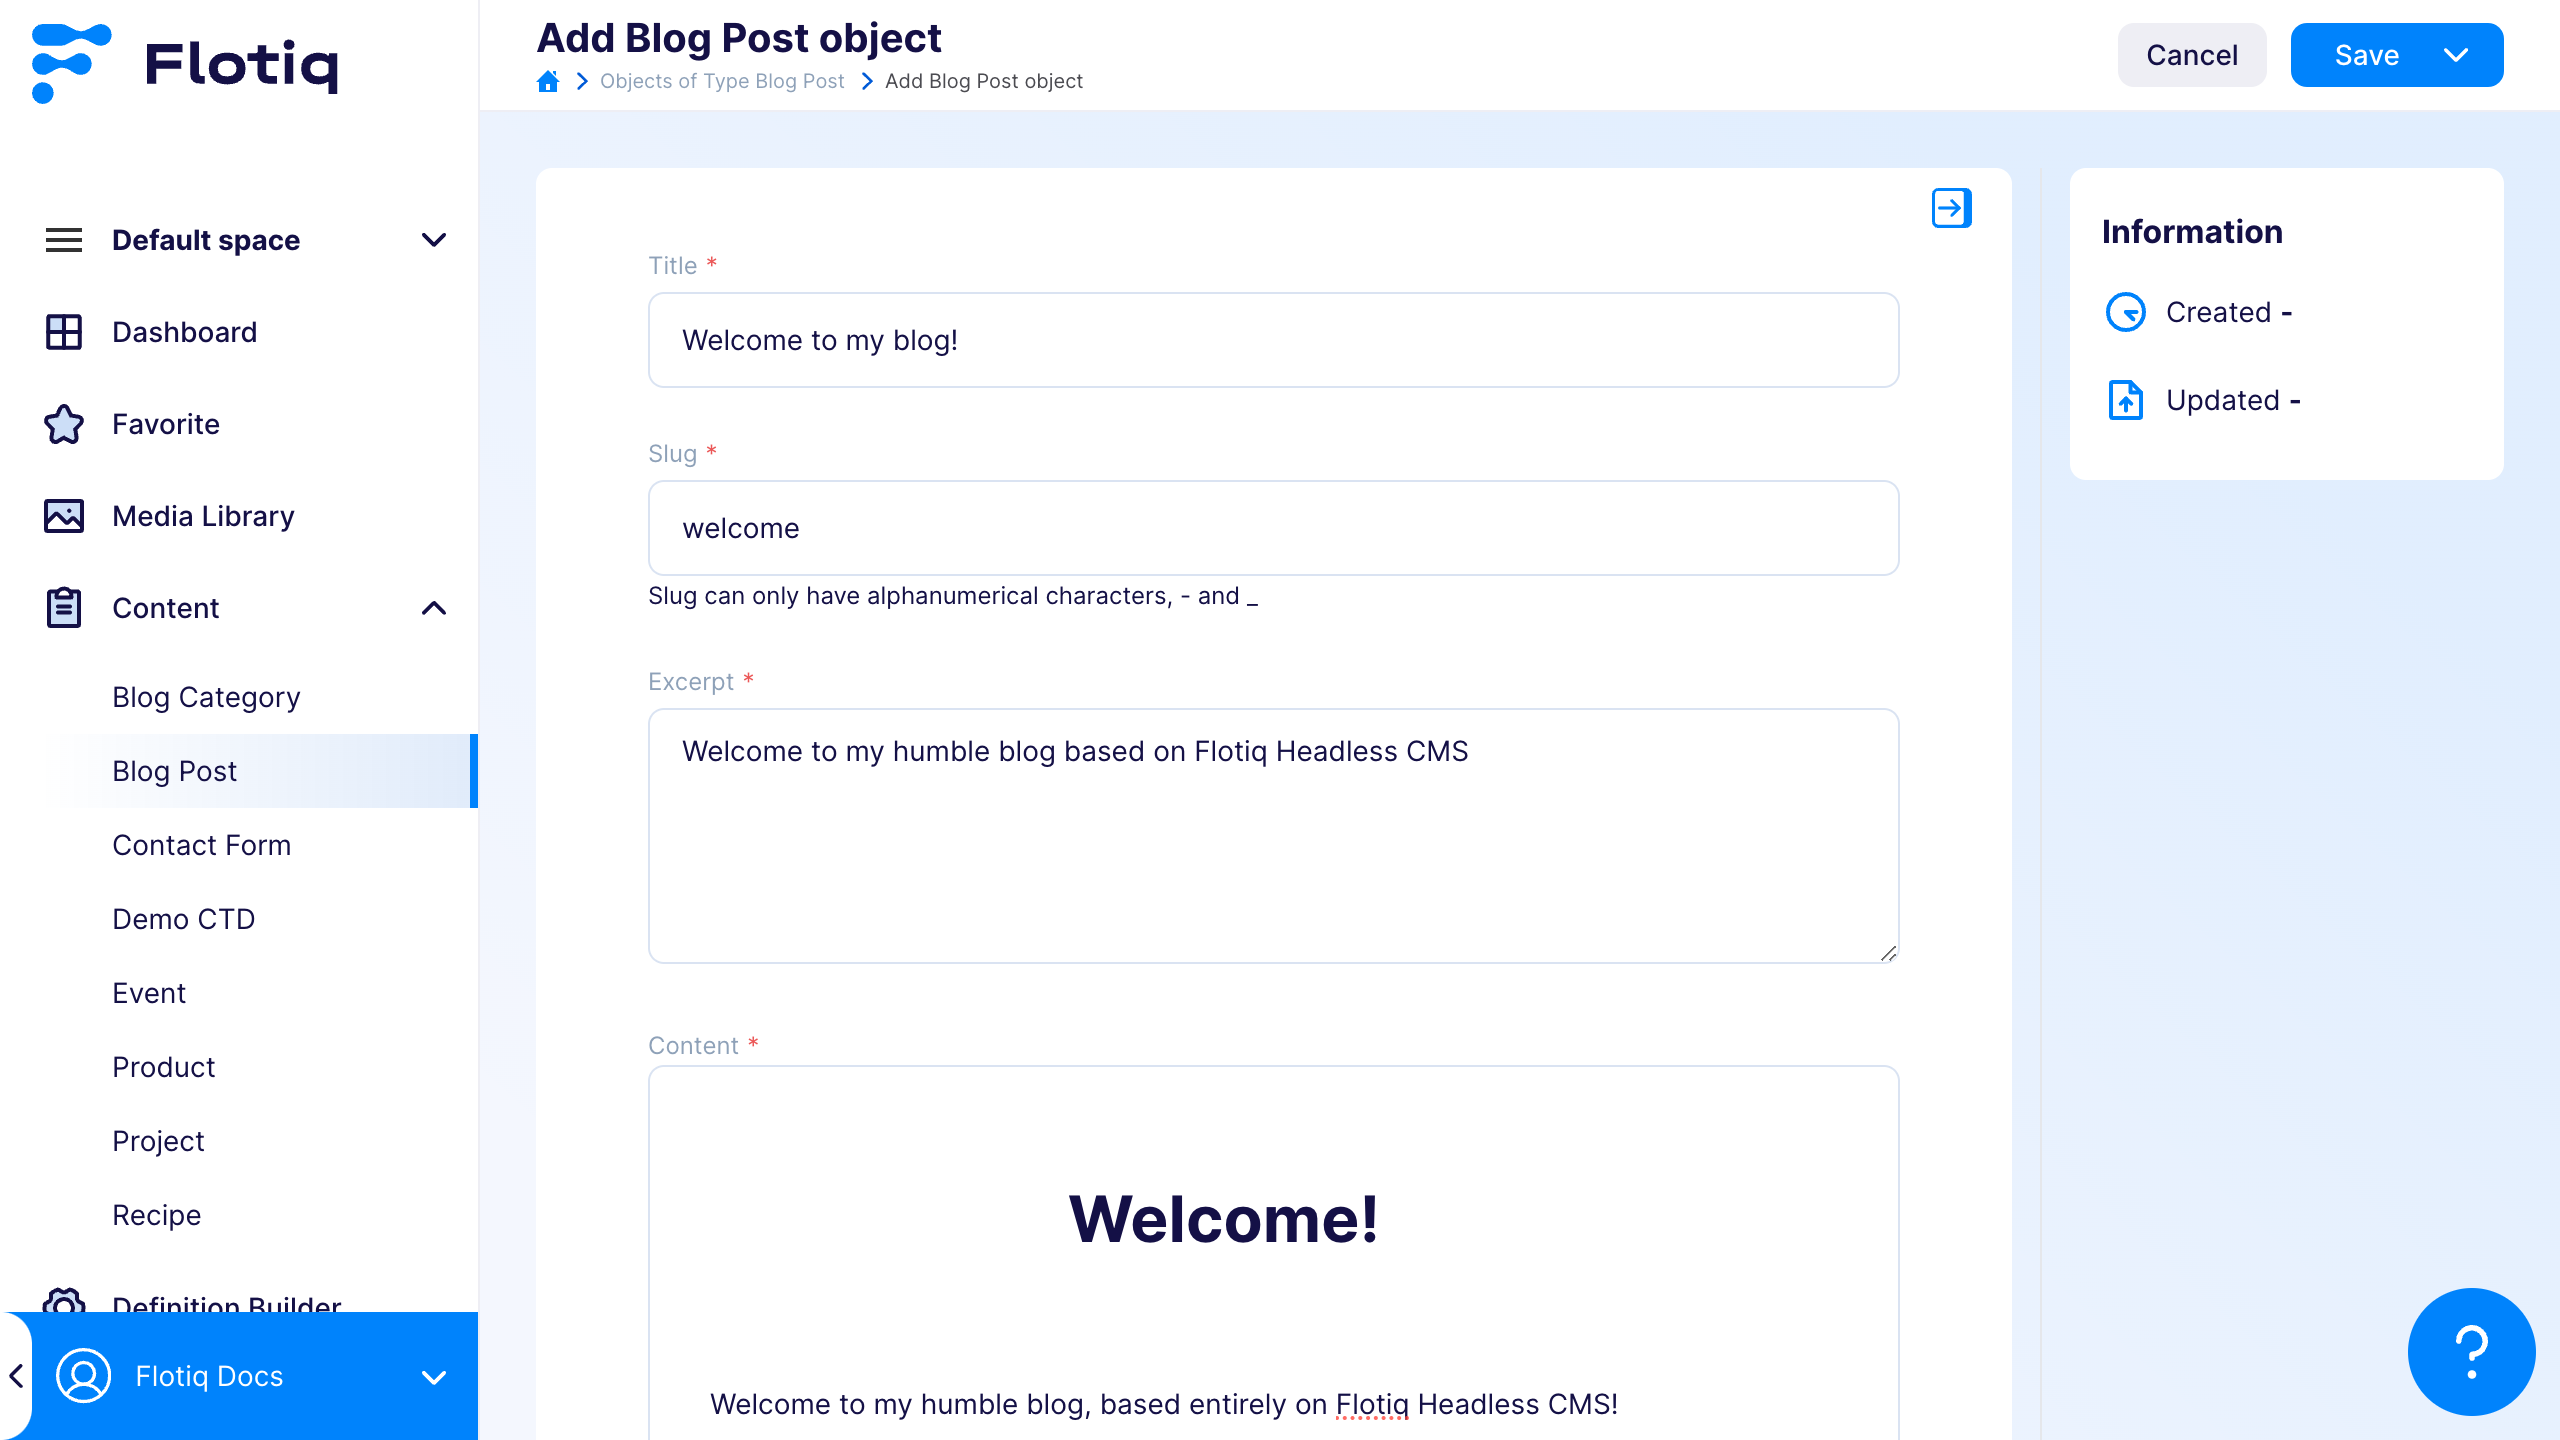 Flotiq
Default space
Dashboard
Favorite
Media Library
Content
Blog Category
Blog Post
Contact Form
Demo CTD
Event
Product
Project
Recipe
Definition Builder
Flotiq Docs
Add Blog Post object
Objects of Type Blog Post Add Blog Post object
Cancel
Save
Title *
Welcome to my blog!
Slug *
welcome
Slug can only have alphanumerical characters, - and _
Excerpt *
Welcome to my humble blog based on Flotiq Headless CMS
Content *
Welcome!
Welcome to my humble blog, based entirely on Flotiq Headless CMS!
Information
Created -
Updated -
?